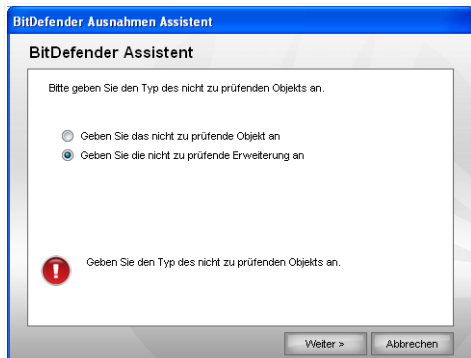 BitDefender Ausnahmen Assistent
BitDefender Assistent
Bitte geben Sie den Typ des nicht zu prüfenden Objekts an.
Geben Sie das nicht zu prüfende Objekt an
Geben Sie die nicht zu prüfende Erweiterung an
Geben Sie den Typ des nicht zu prüfenden Objekts an.
Weiter > Abbrechen